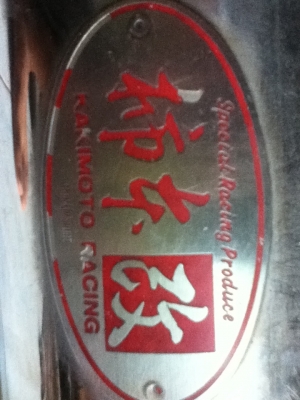 Special Racing Produce
柿本改
KAKIMOTO RACING